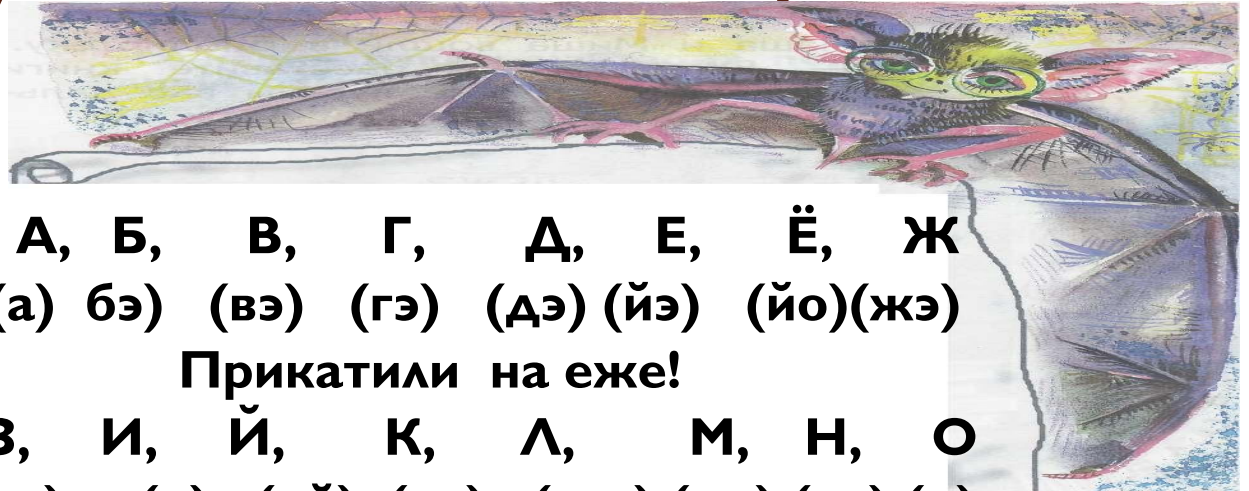 А, Б, В, Г, Д, Е, Ё, Ж
(а) бэ) (вэ) (гэ) (дэ) (йэ) (йо)(жэ)
Прикатили на еже!
З, И, Й, К, Л, М, Н, О